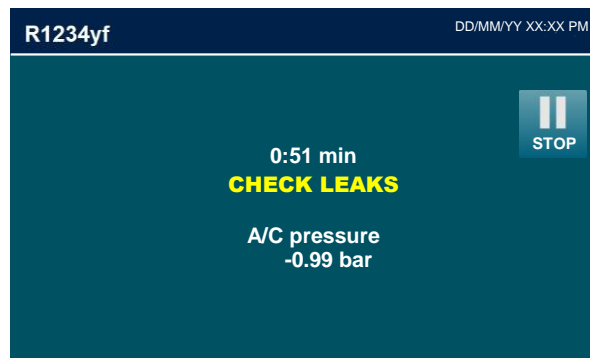 R1234yf
DD/MM/YY XX:XX PM
STOP
0:51 min
CHECK LEAKS
A/C pressure
-0.99 bar